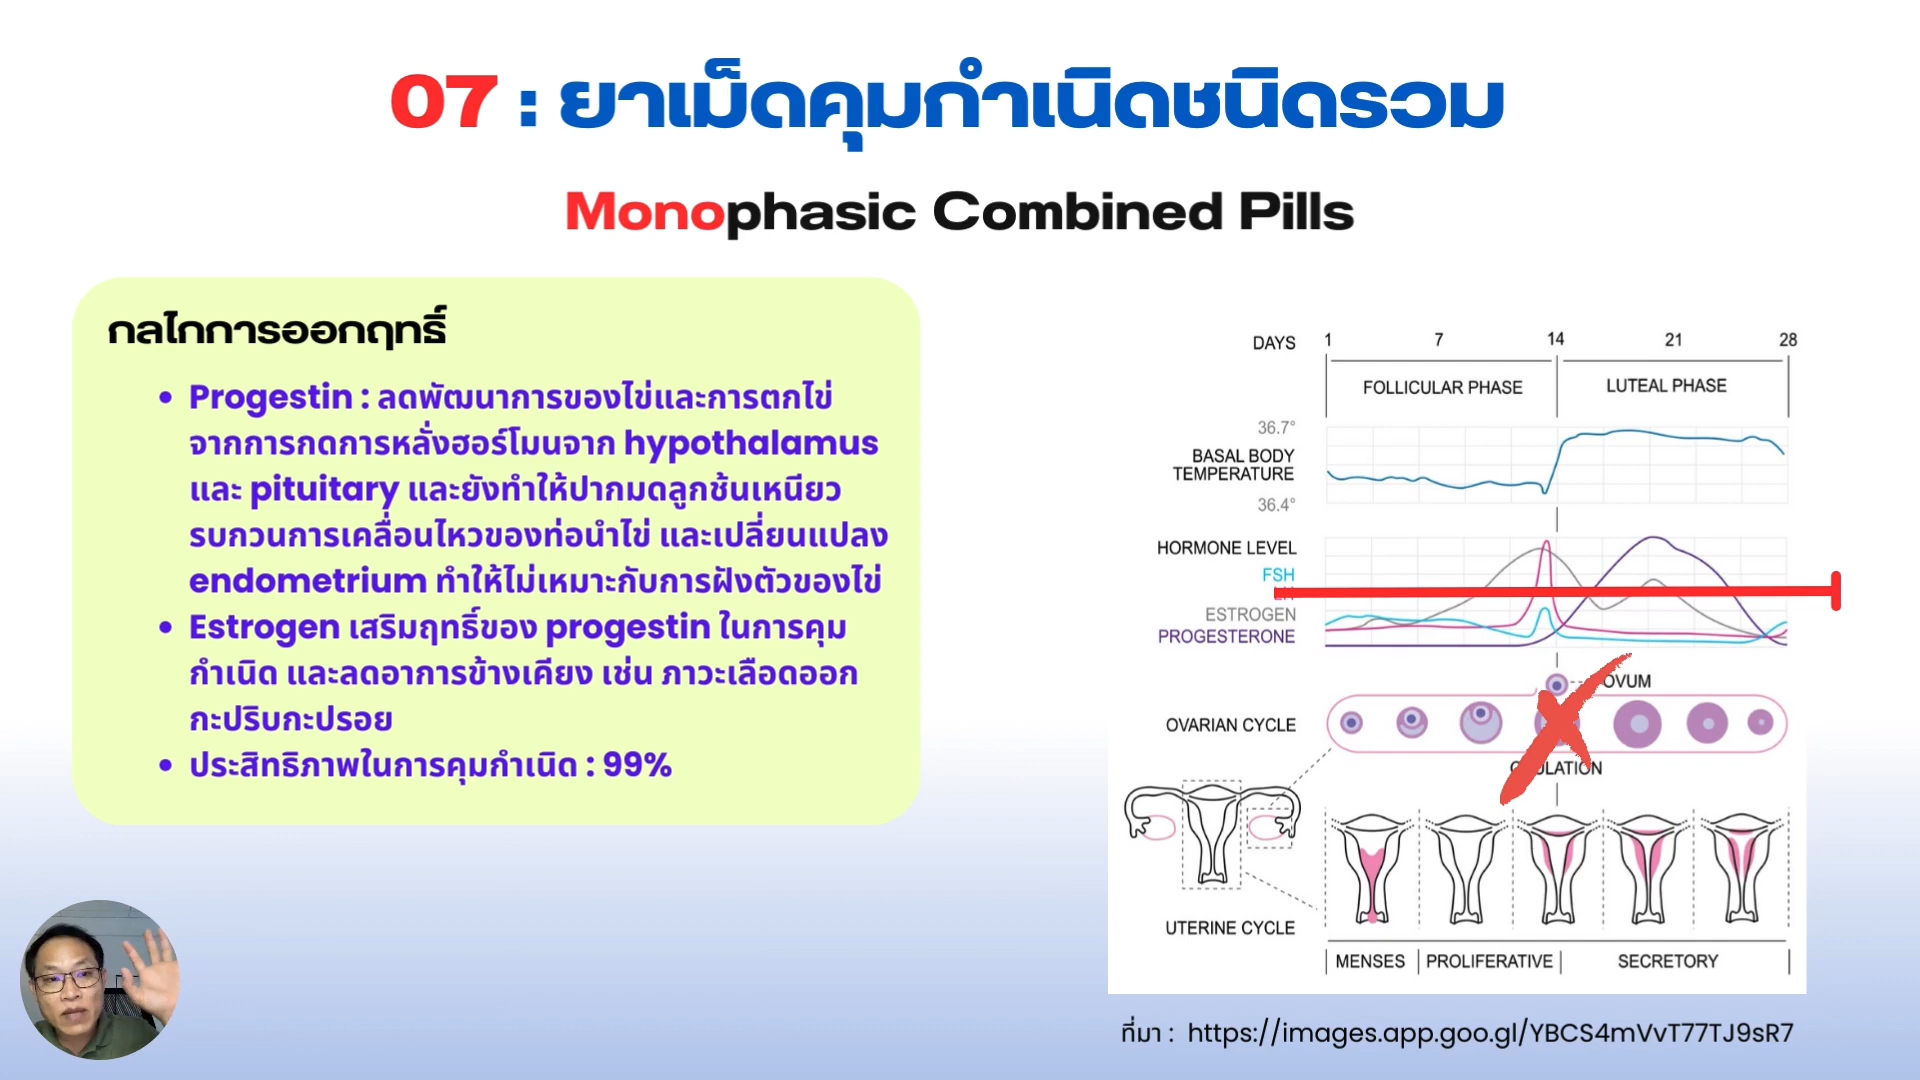 07 : ยาเม็ดคุมกำเนิดชนิดรวม
Monophasic Combined Pills
กลไกการออกฤทธิ์
• Progestin : ลดพัฒนาการของไข่และการตกไข่
จากการกดการหลั่งฮอร์โมนจาก hypothalamus
และ pituitary และยังทำให้ปากมดลูกช้นเหนียว
รบกวนการเคลื่อนไหวของท่อนำไข่ และเปลี่ยนแปลง
endometrium ทำให้ไม่เหมาะกับการฝังตัวของไข่
• Estrogen เสริมฤทธิ์ของ progestin ในการคุม
กำเนิด และลดอาการข้างเคียง เช่น ภาวะเลือดออก
กะปริบกะปรอย
• ประสิทธิภาพในการคุมกำเนิด : 99%
DAYS 1 7 14 21 28
FOLLICULAR PHASE LUTEAL PHASE
36.7°
BASAL BODY
TEMPERATURE
36.4°
HORMONE LEVEL
FSH
ESTROGEN
PROGESTERONE
OVUM
OVARIAN CYCLE
UTERINE CYCLE
MENSES PROLIFERATIVE SECRETORY
ที่มา : https://images.app.goo.gl/YBCS4mVvT77TJ9sR7